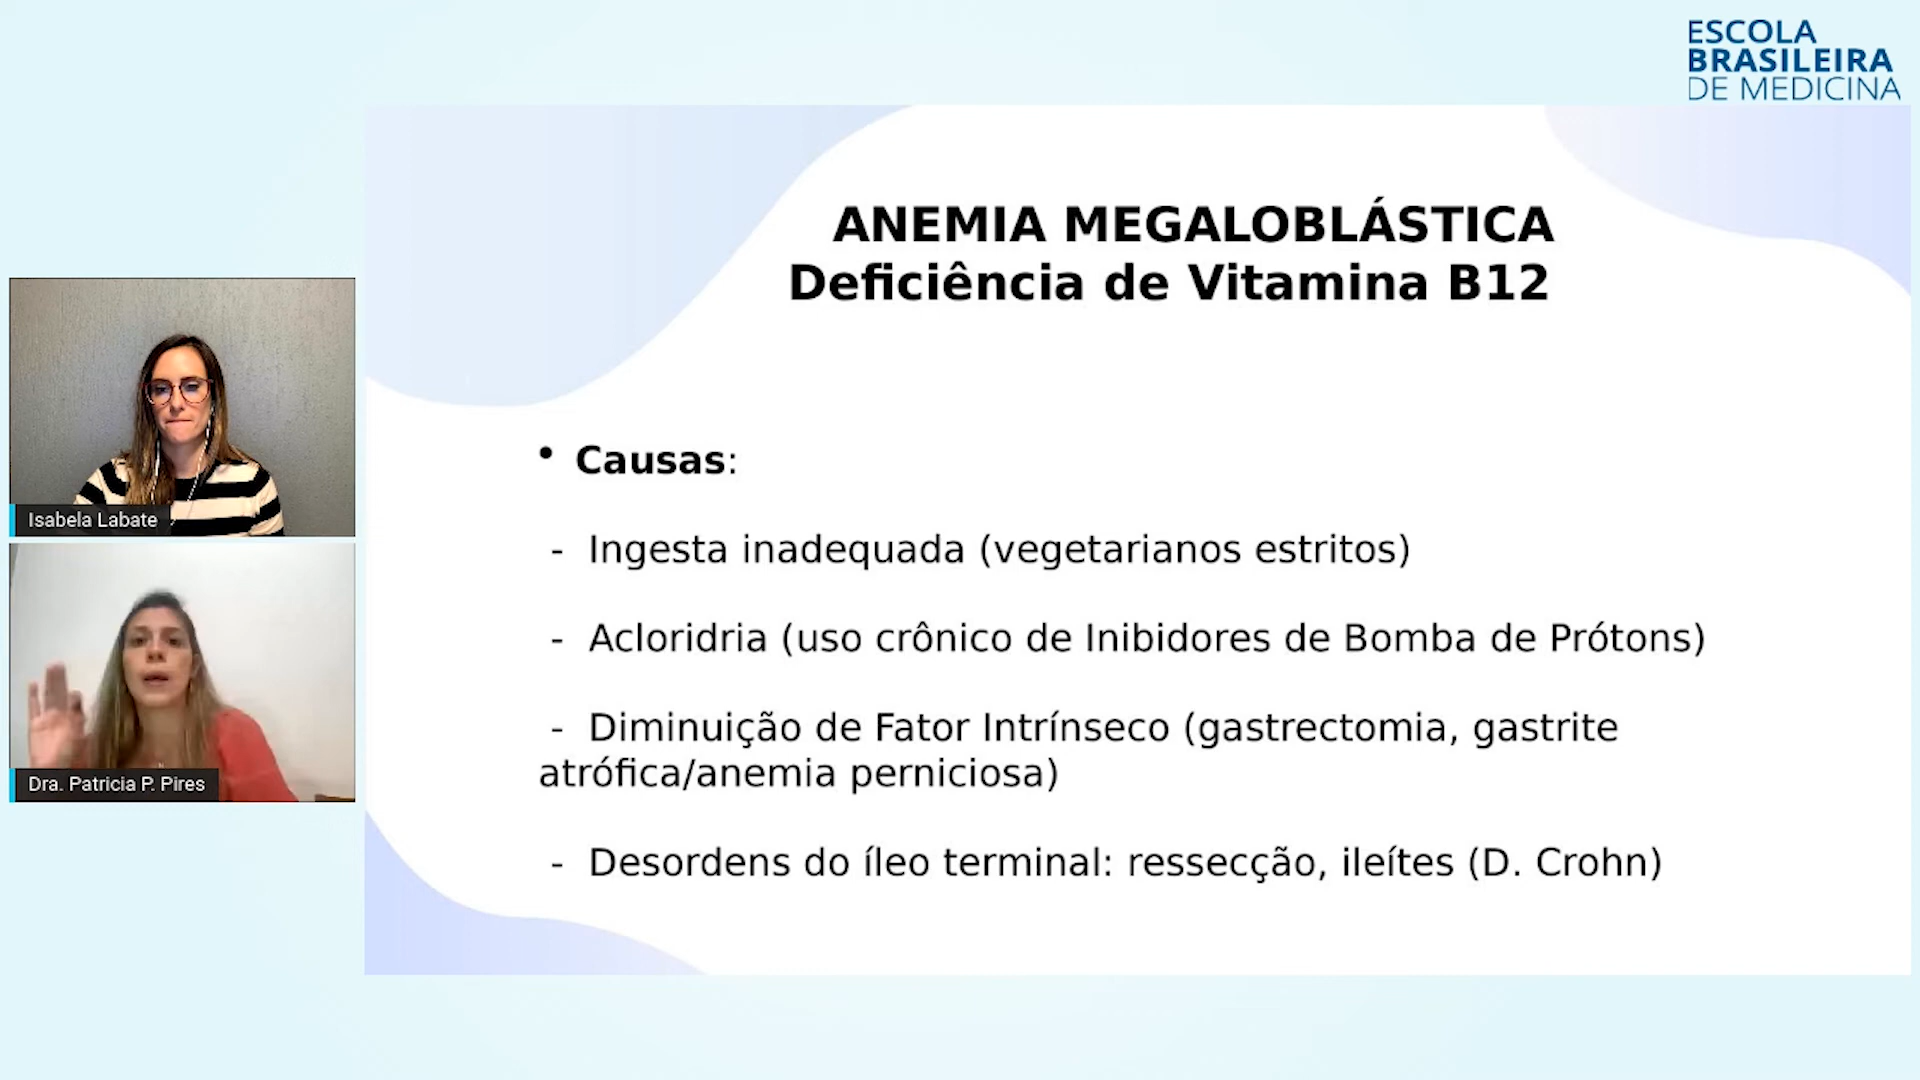 ESCOLA
BRASILEIRA
DE MEDICINA
ANEMIA MEGALOBLÁSTICA
Deficiência de Vitamina B12
• Causas:
- Ingesta inadequada (vegetarianos estritos)
- Acloridria (uso crônico de Inibidores de Bomba de Prótons)
- Diminuição de Fator Intrínseco (gastrectomia, gastrite
atrófica/anemia perniciosa)
- Desordens do íleo terminal: ressecção, ileítes (D. Crohn)
Isabela Labate
Dra. Patricia P. Pires